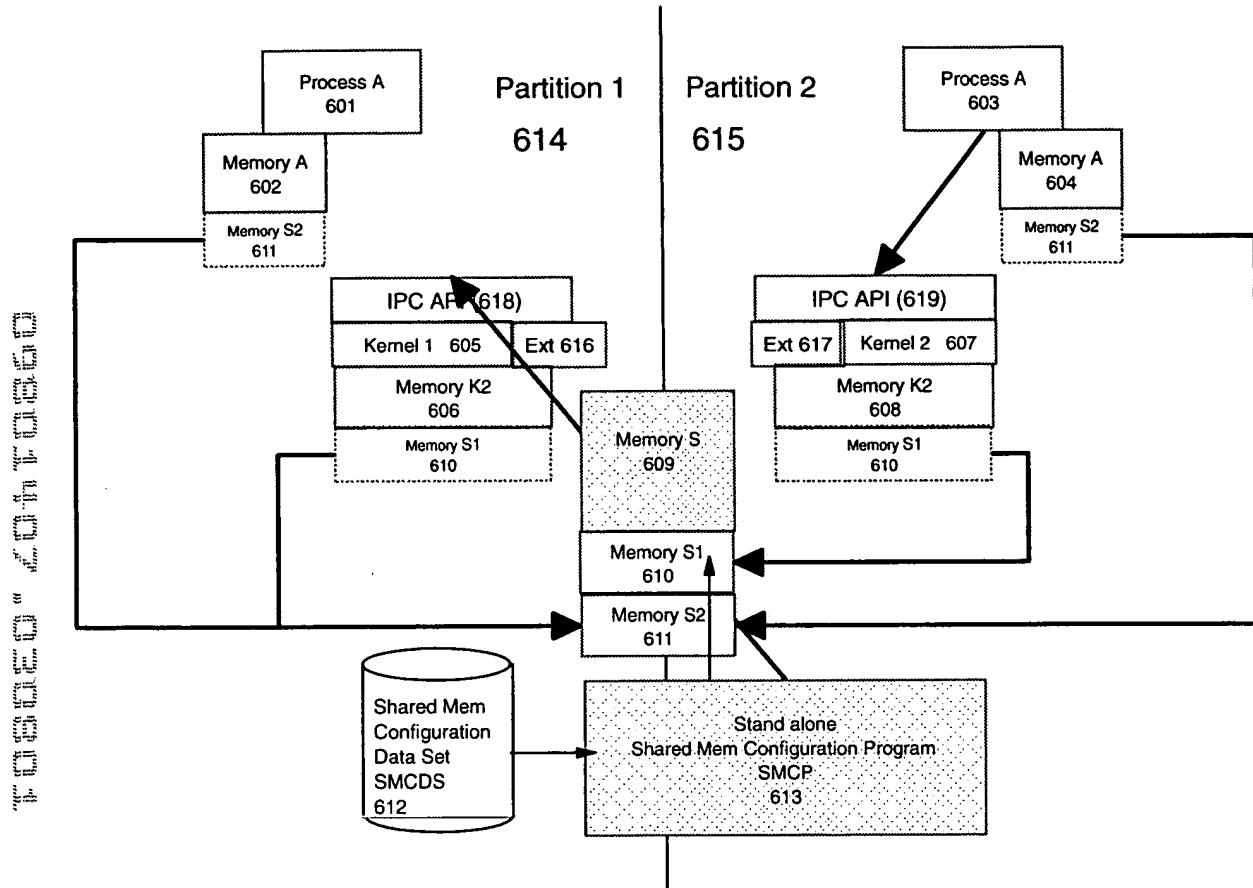 Process A
601
Partition 1
614
Partition 2
615
Process A
603
Memory A
602
Memory S2
611
Memory A
604
Memory S2
611
IPC API (618)
Kernel 1 605
Ext 616
Memory K2
606
Memory S1
610
IPC API (619)
Ext 617
Kernel 2 607
Memory K2
608
Memory S1
610
Memory S
609
Memory S1
610
Memory S2
611
Shared Mem
Configuration
Data Set
SMCDS
612
Stand alone
Shared Mem Configuration Program
SMCP
613
09801407 .030801